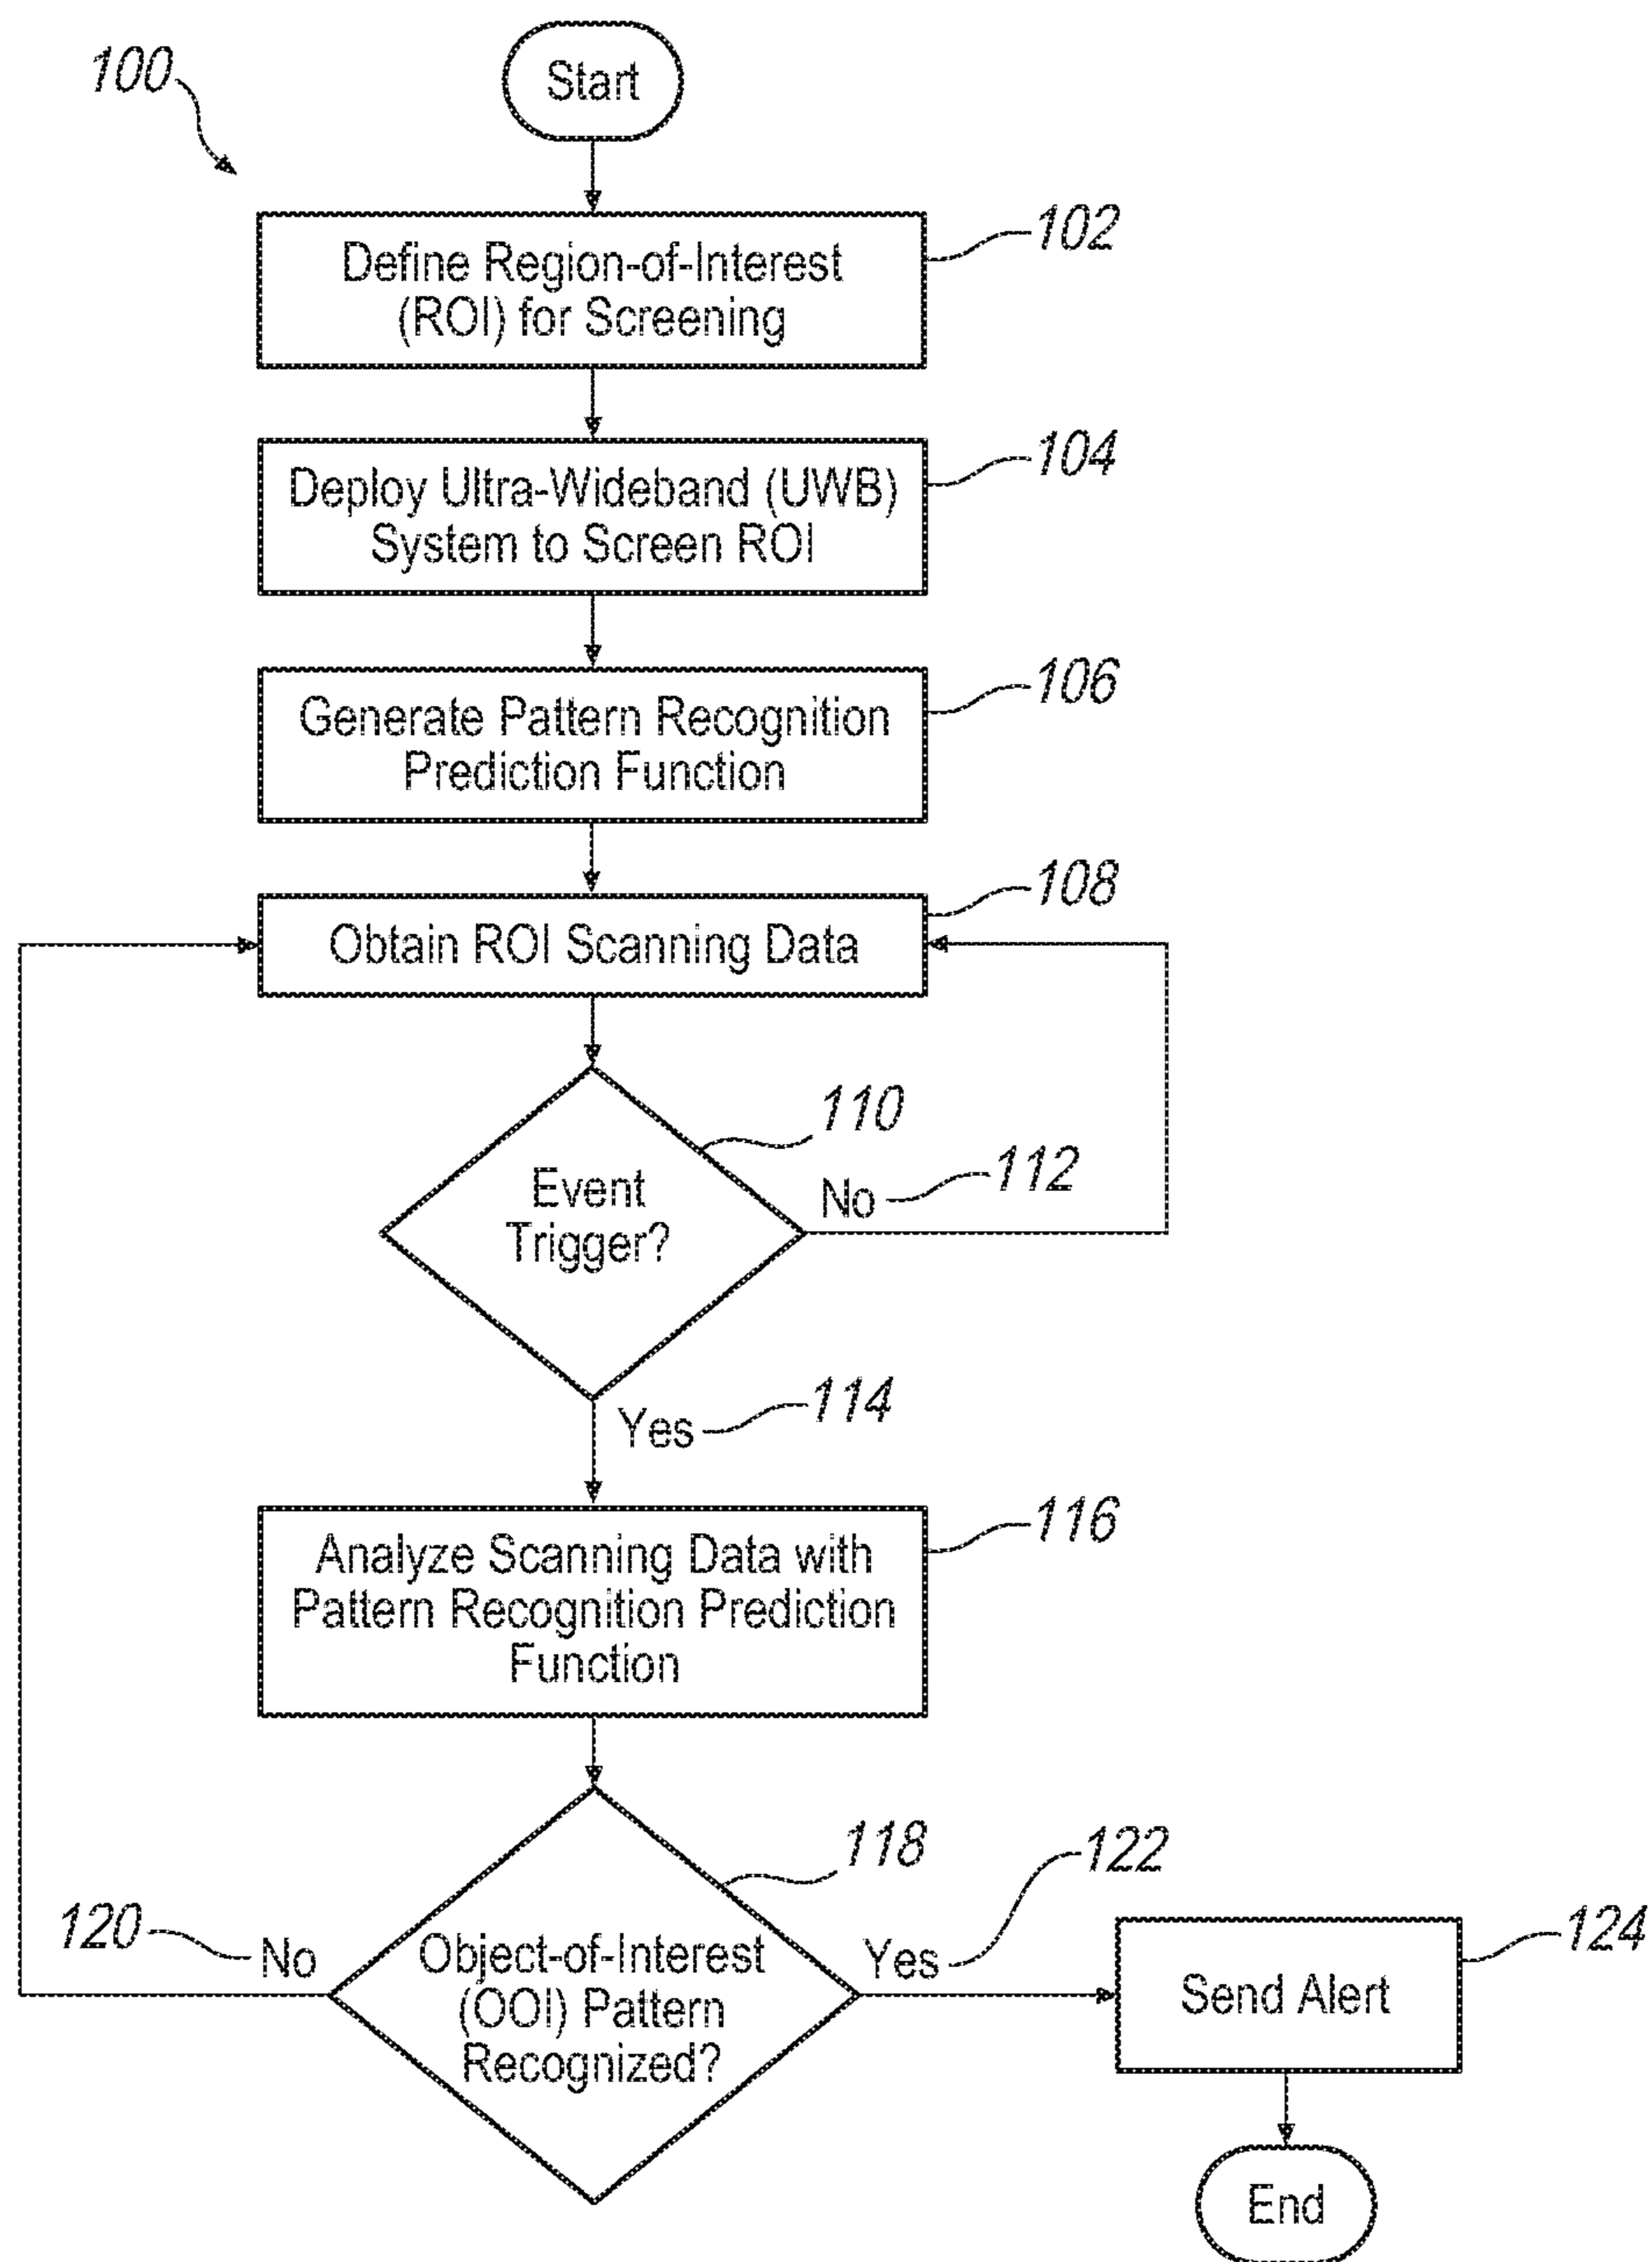 100
Start
102
Define Region-of-Interest
(ROI) for Screening
104
Deploy Ultra-Wideband (UWB)
System to Screen ROI
106
Generate Pattern Recognition
Prediction Function
108
Obtain ROI Scanning Data
110
Event
Trigger?
No
112
Yes
114
116
Analyze Scanning Data with
Pattern Recognition Prediction
Function
118
Object-of-Interest
(OOI) Pattern
Recognized?
120
No
Yes
122
124
Send Alert
End